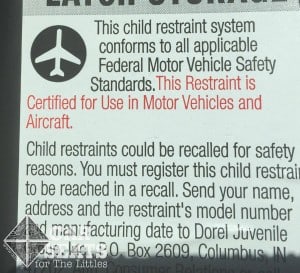 LATCH STORAGE
This child restraint system
conforms to all applicable
Federal Motor Vehicle Safety
Standards.This Restraint is
Certified for Use in Motor Vehicles and
Aircraft.
Child restraints could be recalled for safety
reasons. You must register this child restrai
to be reached in a recall. Send your name,
address and the restraint's model number
manufacturing date to Dorel Juvenile
Inc. P.O. Box 2609, Columbus, IN
SEATS
for The Littles